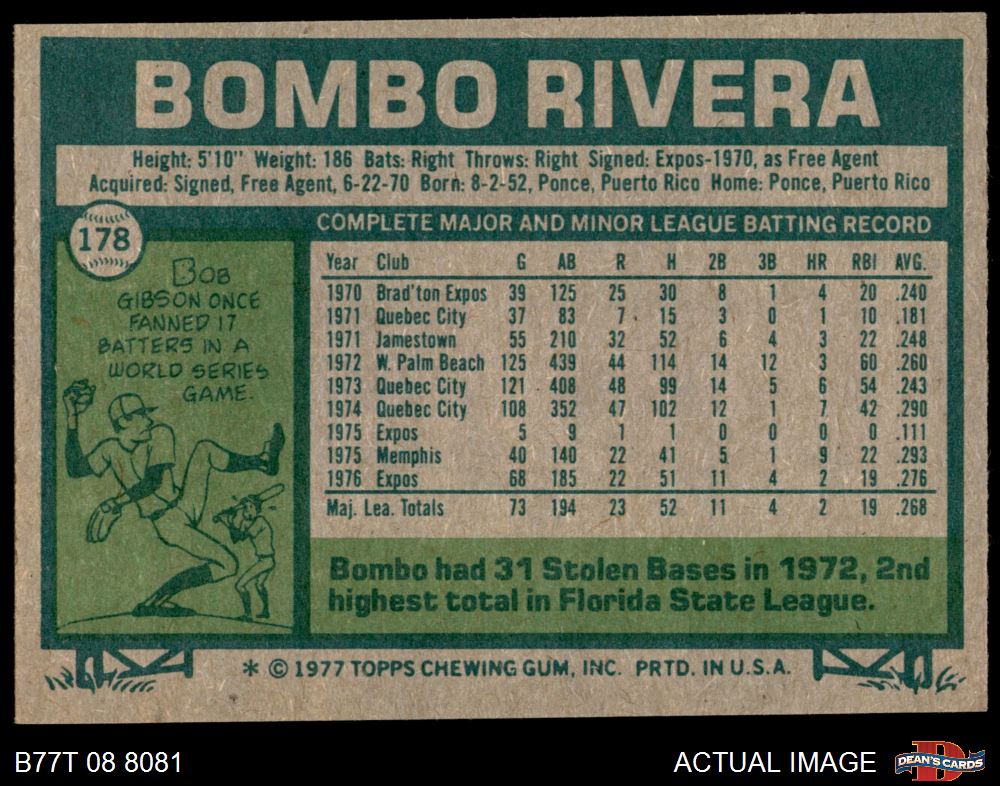 BOMBO RIVERA
Height: 5'10" Weight: 186 Bats: Right Throws: Right Signed: Expos-1970, as Free Agent
Acquired: Signed, Free Agent, 6-22-70 Born: 8-2-52, Ponce, Puerto Rico Home: Ponce, Puerto Rico
178
BOB
GIBSON ONCE
FANNED 17
BATTERS IN A
WORLD SERIES
GAME.
COMPLETE MAJOR AND MINOR LEAGUE BATTING RECORD
Year Club G AB R H 2B 3B HR RBI AVG.
1970 Brad'ton Expos 39 125 25 30 8 1 4 20 .240
1971 Quebec City 37 83 7 15 3 0 1 10 .181
1971 Jamestown 55 210 32 52 6 4 3 22 .248
1972 W. Palm Beach 125 439 44 114 14 12 3 60 .260
1973 Quebec City 121 408 48 99 14 5 6 54 .243
1974 Quebec City 108 352 47 102 12 1 7 42 .290
1975 Expos 5 9 1 1 0 0 0 0 .111
1975 Memphis 40 140 22 41 5 1 9 22 .293
1976 Expos 68 185 22 51 11 4 2 19 .276
Maj. Lea. Totals 73 194 23 52 11 4 2 19 .268
Bombo had 31 Stolen Bases in 1972, 2nd
highest total in Florida State League.
* © 1977 TOPPS CHEWING GUM, INC. PRTD. IN U.S.A.
B77T 08 8081
ACTUAL IMAGE
D
DEAN'S CARDS